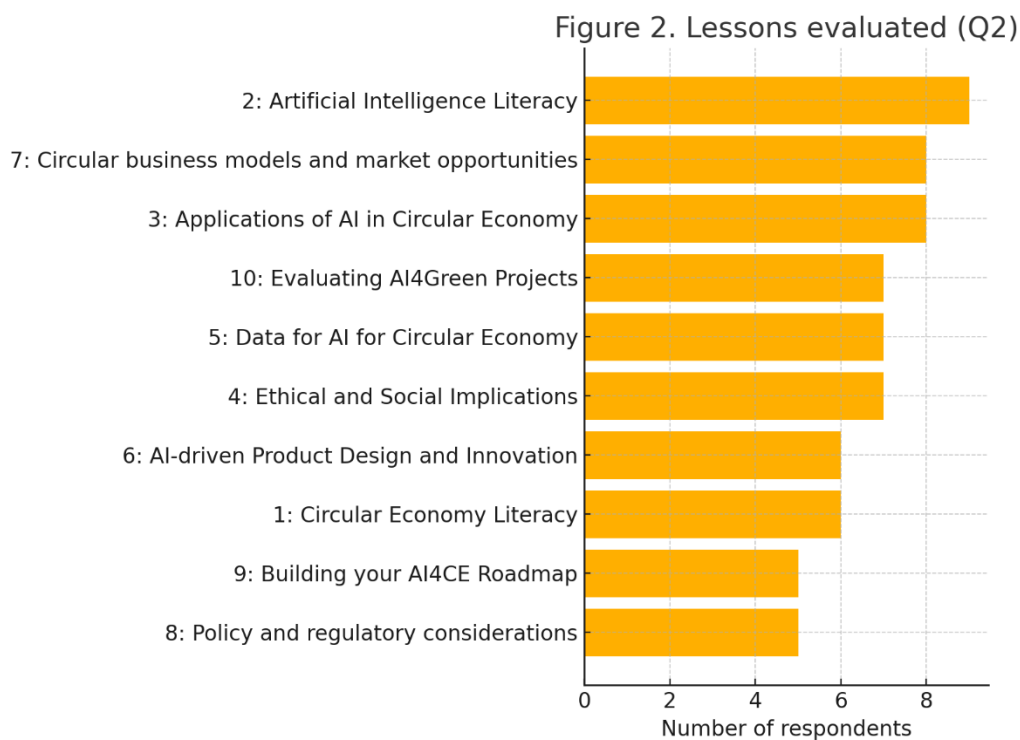 Figure 2. Lessons evaluated (Q2)
2: Artificial Intelligence Literacy
7: Circular business models and market opportunities
3: Applications of AI in Circular Economy
10: Evaluating AI4Green Projects
5: Data for AI for Circular Economy
4: Ethical and Social Implications
6: AI-driven Product Design and Innovation
1: Circular Economy Literacy
9: Building your AI4CE Roadmap
8: Policy and regulatory considerations
0 2 4 6 8
Number of respondents